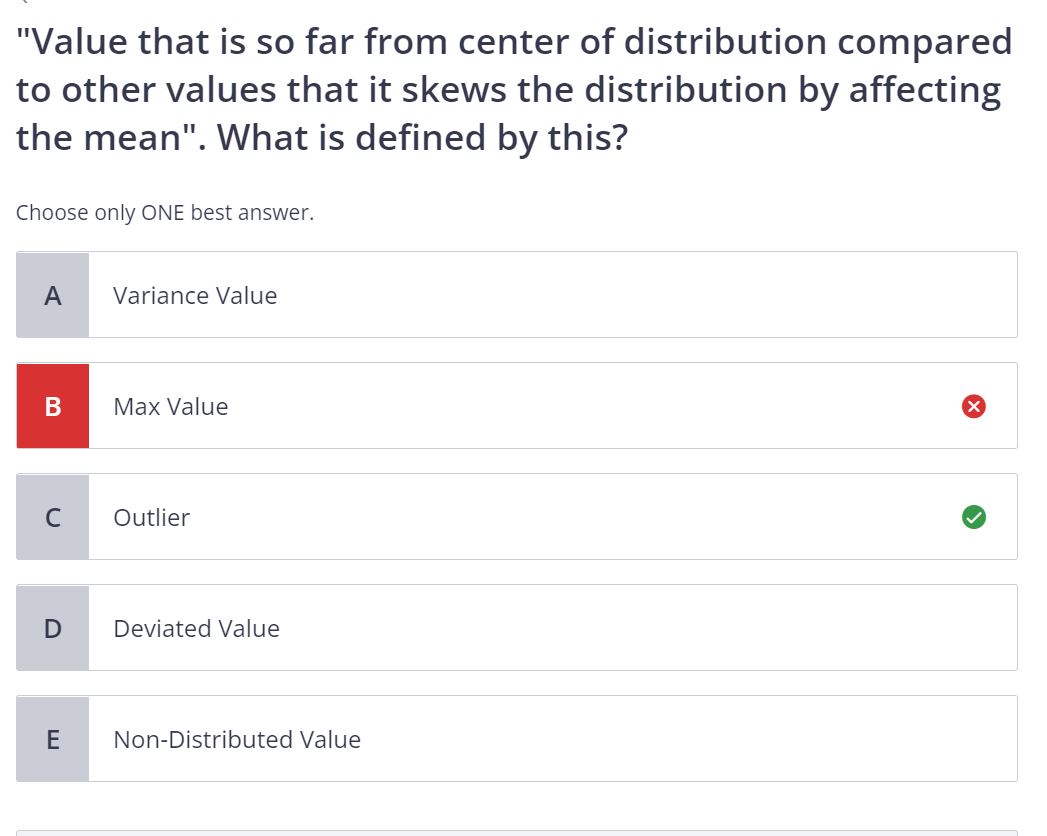 "Value that is so far from center of distribution compared
to other values that it skews the distribution by affecting
the mean". What is defined by this?
Choose only ONE best answer.
A Variance Value
B Max Value
C Outlier
D Deviated Value
E Non-Distributed Value